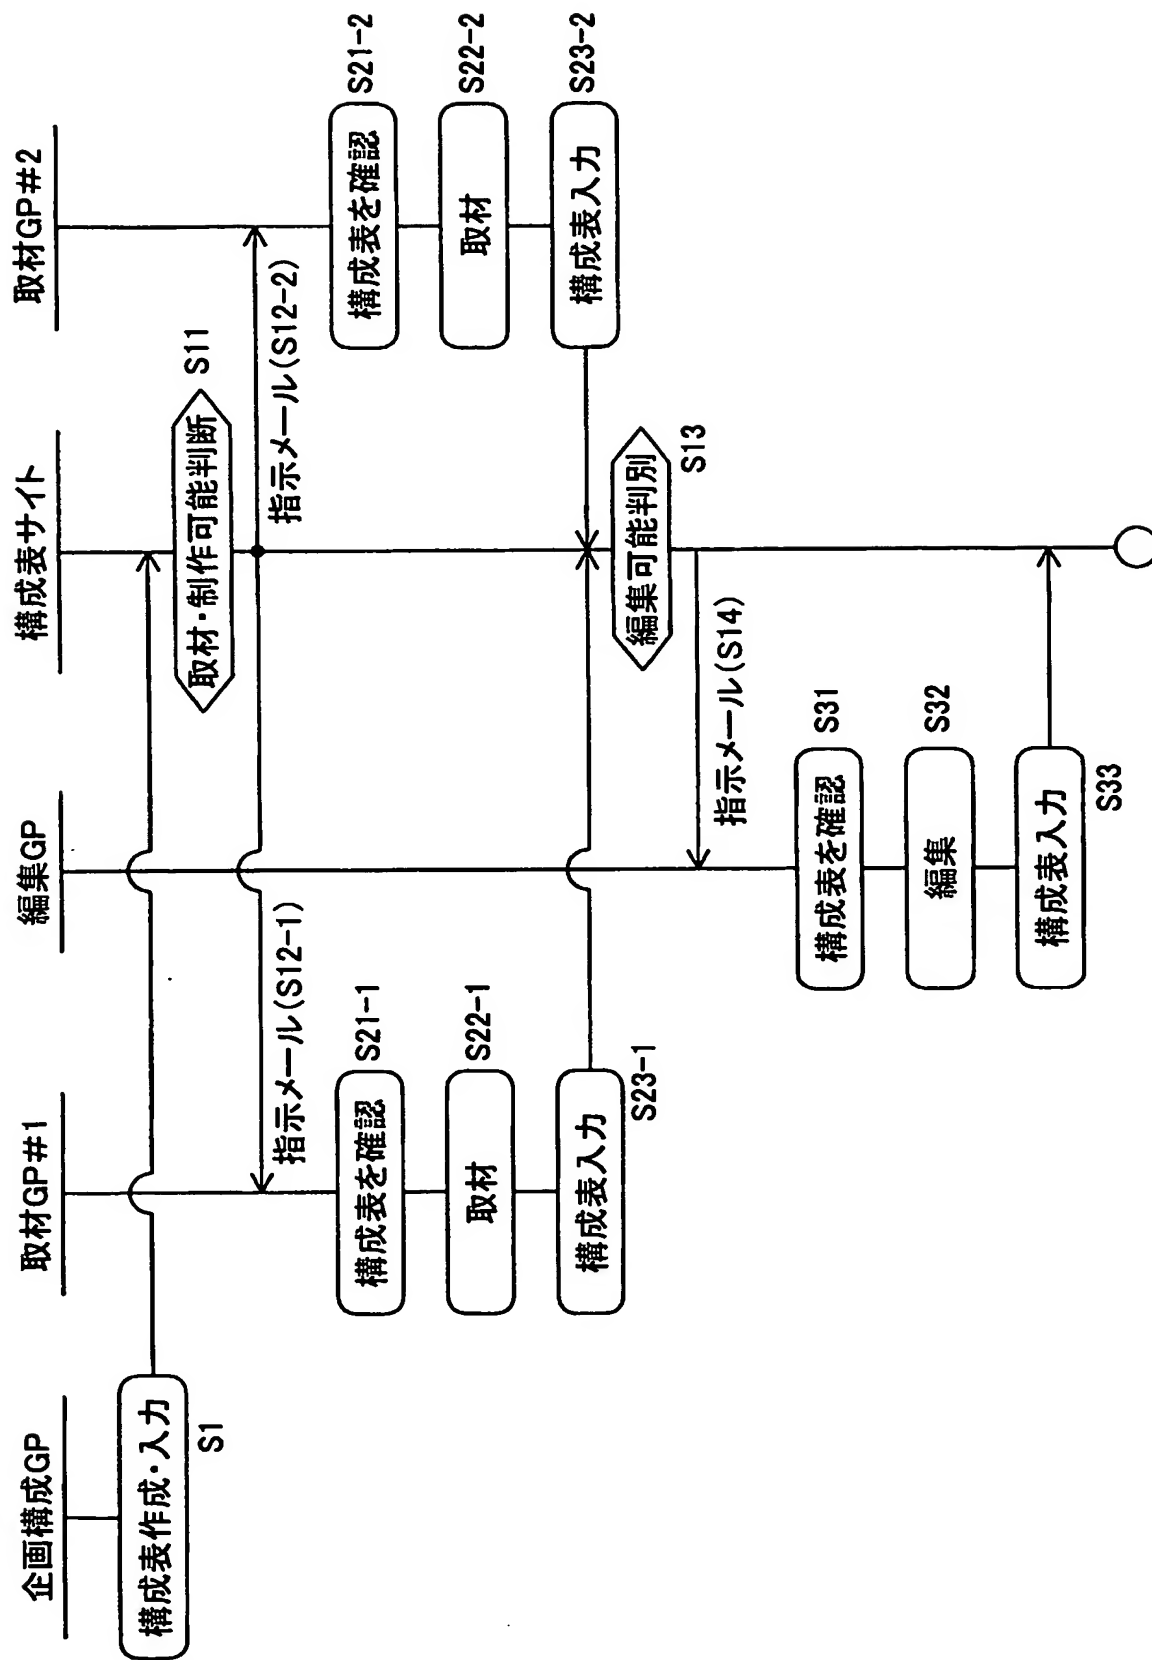 企画構成GP
取材GP#1
編集GP
構成表サイト
取材GP#2
構成表作成・入力
S1
取材・制作可能判断
S11
指示メール(S12-1)
指示メール(S12-2)
構成表を確認
S21-1
構成表を確認
S21-2
取材
S22-1
取材
S22-2
構成表入力
S23-1
構成表入力
S23-2
編集可能判別
S13
指示メール(S14)
構成表を確認
S31
編集
S32
構成表入力
S33